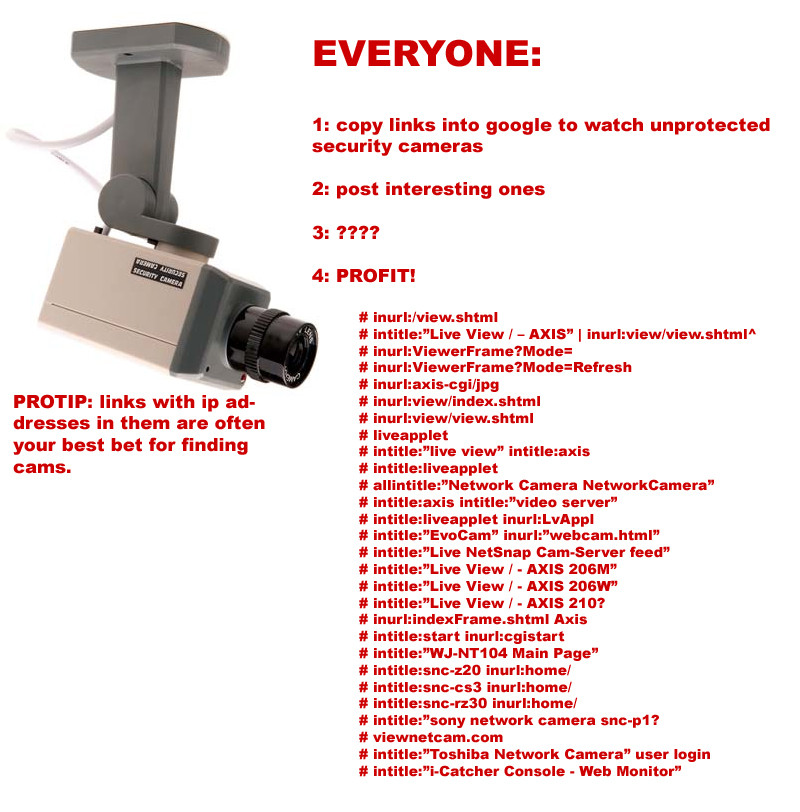 EVERYONE:
1: copy links into google to watch unprotected
security cameras
2: post interesting ones
3: ????
4: PROFIT!
SECURITY CAMERA
SECURITY CAMERA
PROTIP: links with ip ad-
dresses in them are often
your best bet for finding
cams.
# inurl:/view.shtml
# intitle:”Live View / – AXIS” | inurl:view/view.shtml^
# inurl:ViewerFrame?Mode=
# inurl:ViewerFrame?Mode=Refresh
# inurl:axis-cgi/jpg
# inurl:view/index.shtml
# inurl:view/view.shtml
# liveapplet
# intitle:”live view” intitle:axis
# intitle:liveapplet
# allintitle:”Network Camera NetworkCamera”
# intitle:axis intitle:”video server”
# intitle:liveapplet inurl:LvAppl
# intitle:”EvoCam” inurl:”webcam.html”
# intitle:”Live NetSnap Cam-Server feed”
# intitle:”Live View / - AXIS 206M”
# intitle:”Live View / - AXIS 206W”
# intitle:”Live View / - AXIS 210?
# inurl:indexFrame.shtml Axis
# intitle:start inurl:cgistart
# intitle:”WJ-NT104 Main Page”
# intitle:snc-z20 inurl:home/
# intitle:snc-cs3 inurl:home/
# intitle:snc-rz30 inurl:home/
# intitle:”sony network camera snc-p1?
# viewnetcam.com
# intitle:”Toshiba Network Camera” user login
# intitle:”i-Catcher Console - Web Monitor”